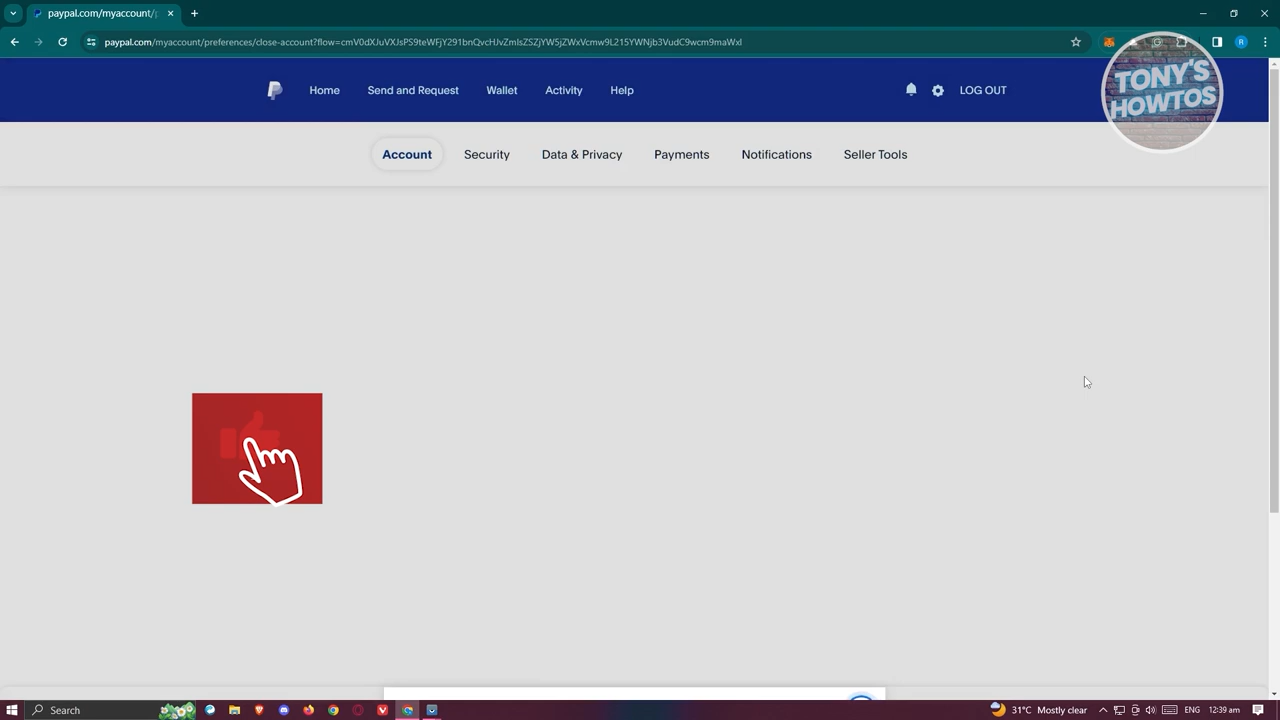 paypal.com/myaccount/p
paypal.com/myaccount/preferences/close-account?flow=cmV0dXJuVXJsPS9teWFjY291bnQvcHJvZmlsZSZjYW5jZWxVcmw9L215YWNjb3VudC9wcm9maWxl
R
Home
Send and Request
Wallet
Activity
Help
LOG OUT
TONY'S
HOWTOS
Account
Security
Data & Privacy
Payments
Notifications
Seller Tools
Search
31°C Mostly clear
ENG
12:39 am